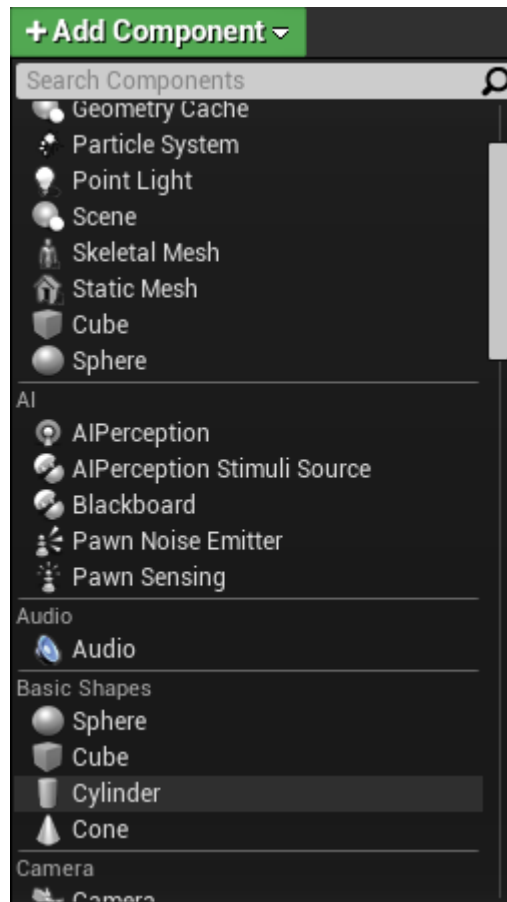 + Add Component
Search Components
Geometry Cache
Particle System
Point Light
Scene
Skeletal Mesh
Static Mesh
Cube
Sphere
AI
AIPerception
AIPerception Stimuli Source
Blackboard
Pawn Noise Emitter
Pawn Sensing
Audio
Audio
Basic Shapes
Sphere
Cube
Cylinder
Cone
Camera
Camera